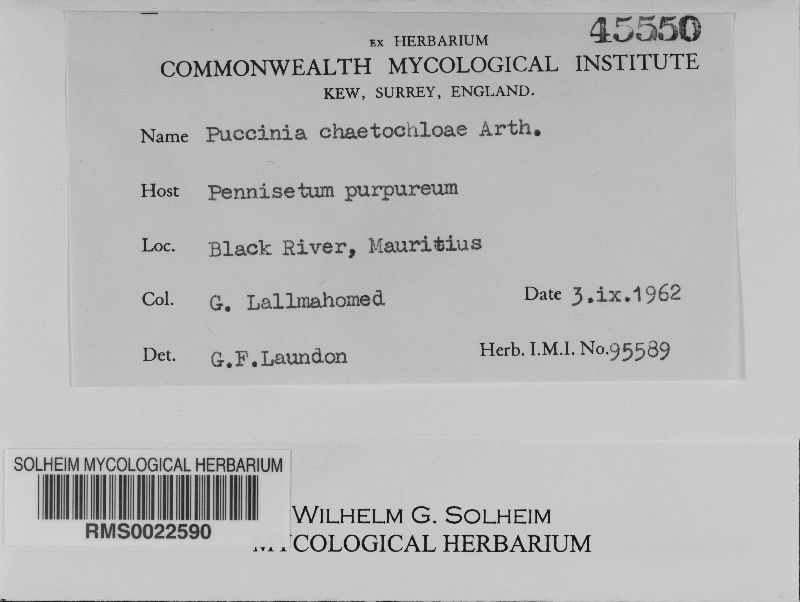 45550
EX HERBARIUM
COMMONWEALTH MYCOLOGICAL INSTITUTE
KEW, SURREY, ENGLAND.
Name Puccinia chaetochloae Arth.
Host Pennisetum purpureum
Loc. Black River, Mauritius
Col. G. Lallmahomed Date 3.ix.1962
Det. G.F.Laundon Herb. I.M.I. No.95589
SOLHEIM MYCOLOGICAL HERBARIUM
RMS0022590
WILHELM G. SOLHEIM
MYCOLOGICAL HERBARIUM